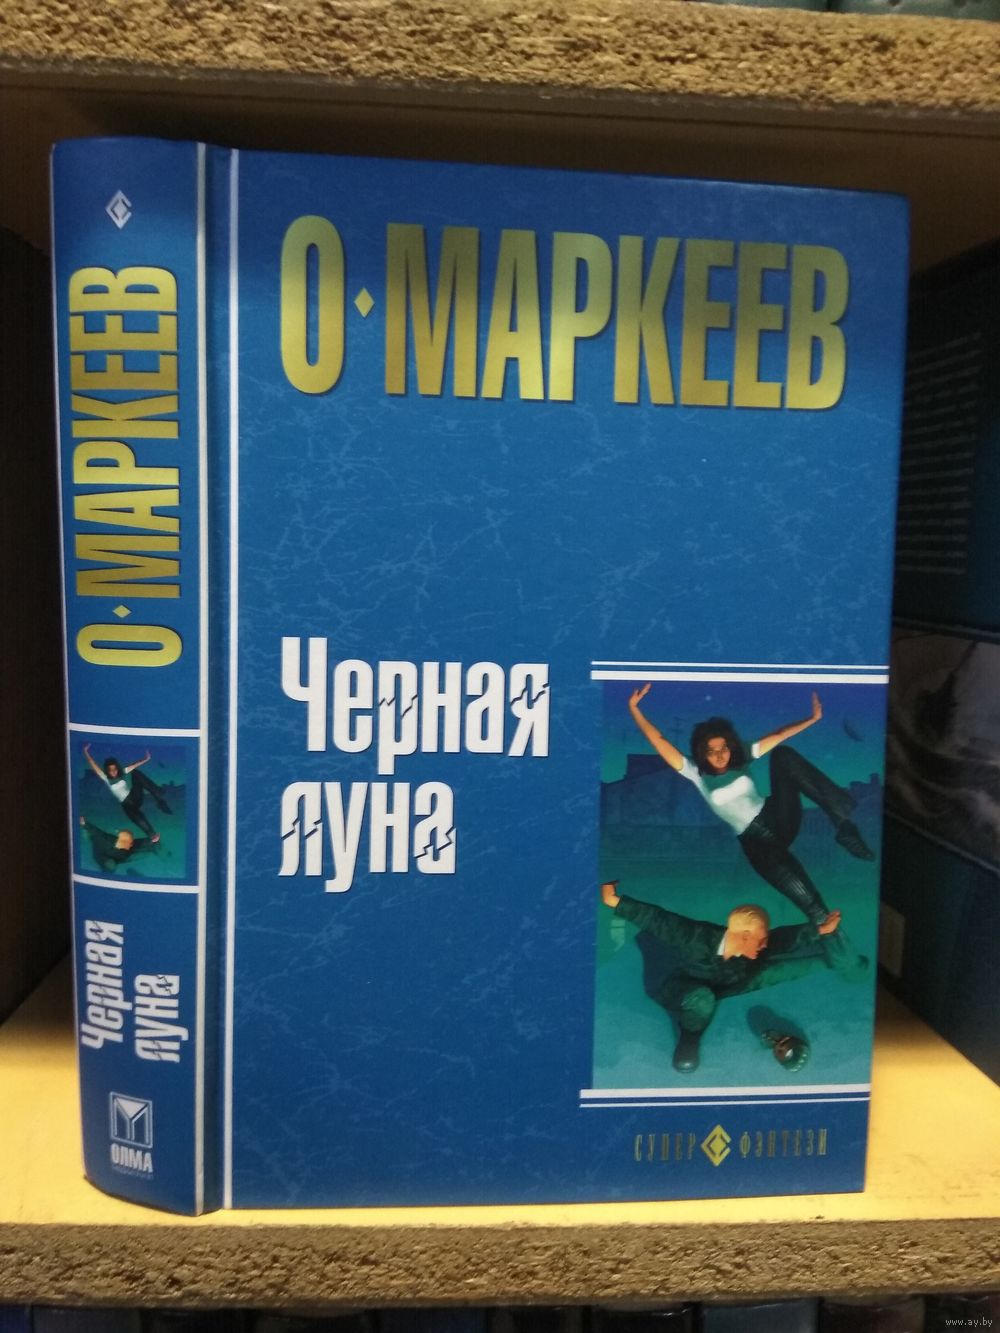 О·МАРКЕЕВ
Черная
луна
ОЛМА
О·МАРКЕЕВ
Черная
луна
СУПЕР ФЭНТЕЗИ
www.ay.by